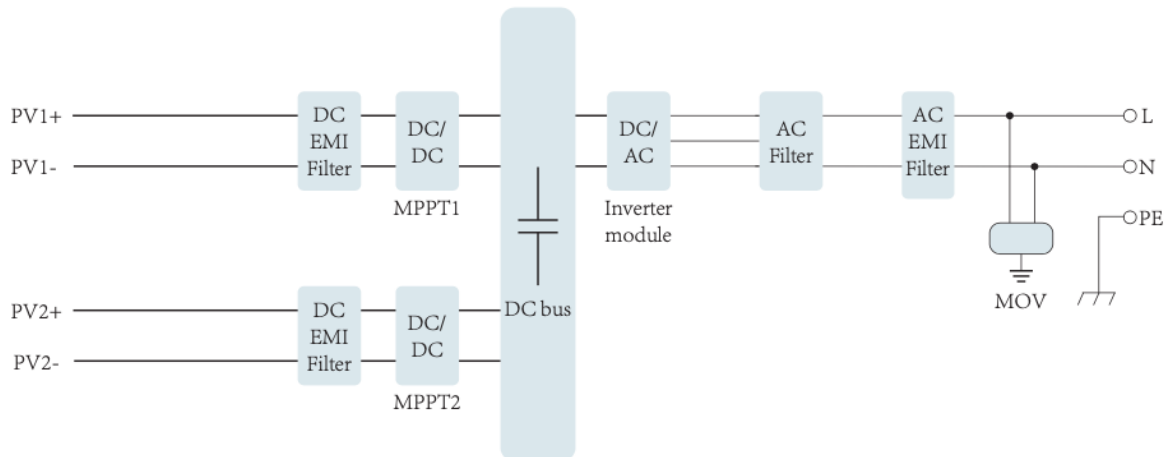 PV1+
PV1-
DC
EMI
Filter
DC/
DC
MPPT1
DC bus
DC/
AC
Inverter
module
AC
Filter
AC
EMI
Filter
L
N
PE
MOV
PV2+
PV2-
DC
EMI
Filter
DC/
DC
MPPT2